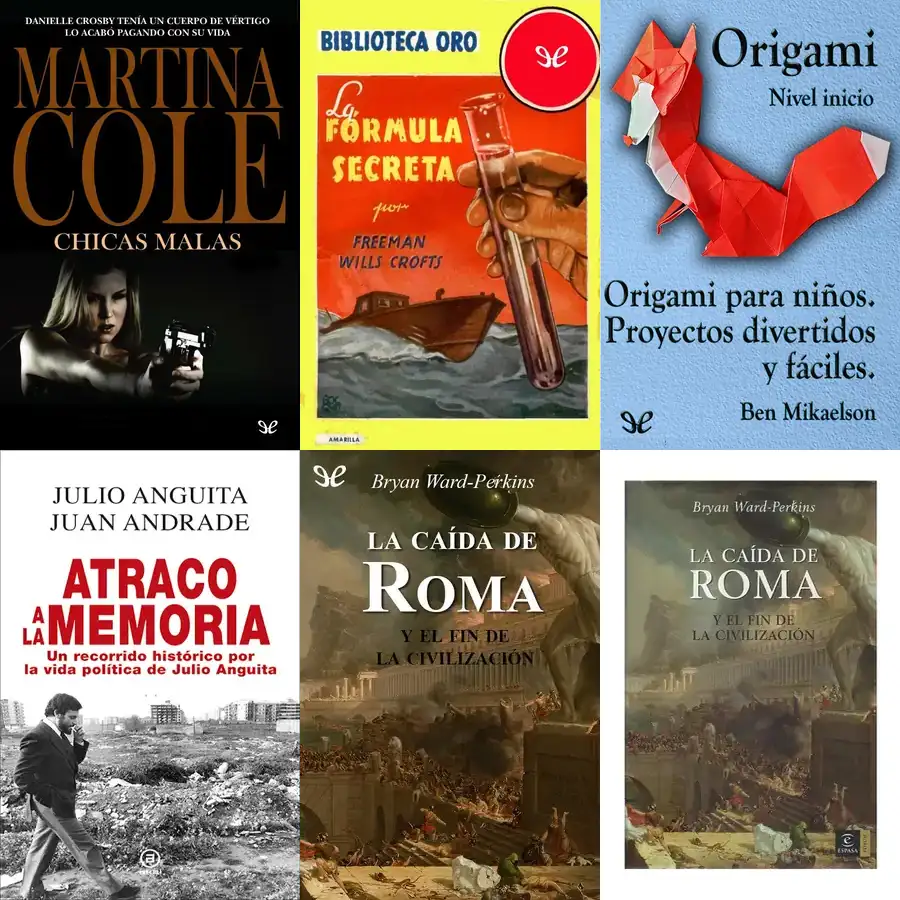 DANIELLE CROSBY TENÍA UN CUERPO DE VÉRTIGO
LO ACABÓ PAGANDO CON SU VIDA
MARTINA
COLE
CHICAS MALAS
BIBLIOTECA ORO
La
FÓRMULA
SECRETA
por
FREEMAN
WILLS CROFTS
AMARILLA
Origami
Nivel inicio
Origami para niños.
Proyectos divertidos
y fáciles.
Ben Mikaelson
JULIO ANGUITA
JUAN ANDRADE
ATRACO
A LA MEMORIA
Un recorrido histórico por
la vida política de Julio Anguita
a
Bryan Ward-Perkins
LA CAÍDA DE
ROMA
Y EL FIN DE
LA CIVILIZACIÓN
Bryan Ward-Perkins
LA CAÍDA DE
ROMA
Y EL FIN DE
LA CIVILIZACIÓN
ESPASA